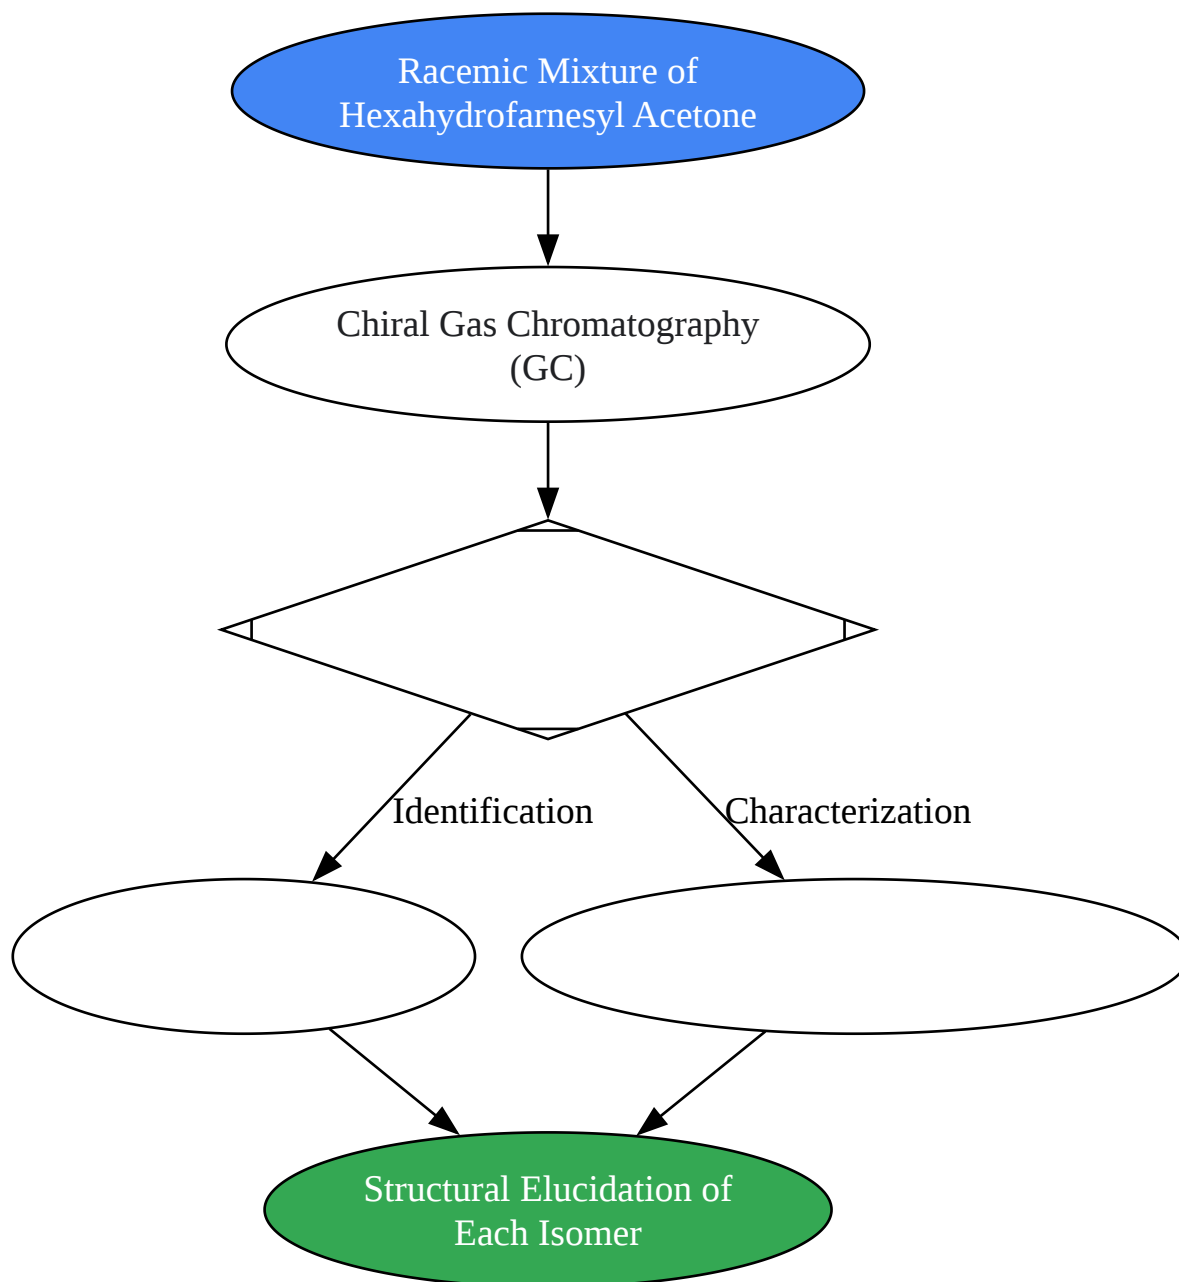 Racemic Mixture of
Hexahydrofarnesyl Acetone
Chiral Gas Chromatography
(GC)
Identification
Characterization
Structural Elucidation of
Each Isomer